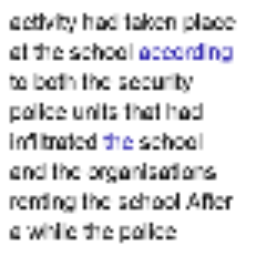 activity had taken place
at the school according
to both the security
police units that had
infiltrated the school
and the organisations
renting the school After
a while the police